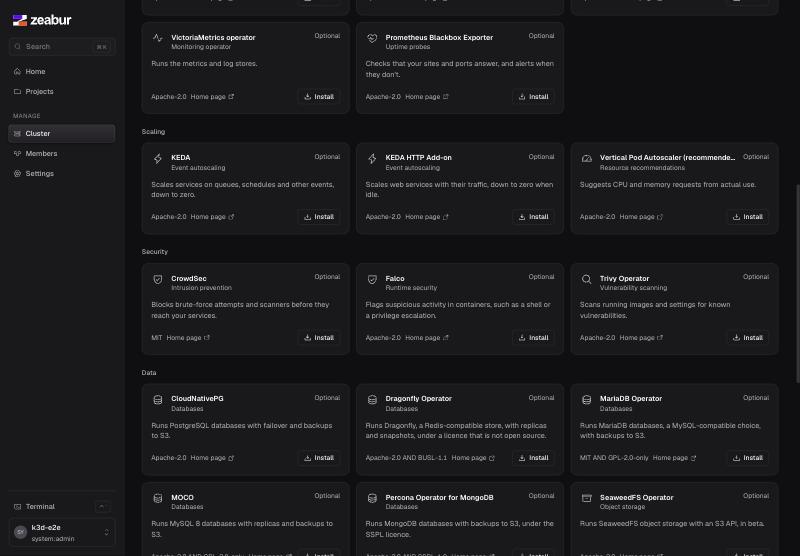 zeabur
Search
⌘K
Home
Projects
MANAGE
Cluster
Members
Settings
Terminal
SY
k3d-e2e
system:admin
VictoriaMetrics operator
Optional
Monitoring operator
Runs the metrics and log stores.
Apache-2.0 Home page
Install
Prometheus Blackbox Exporter
Optional
Uptime probes
Checks that your sites and ports answer, and alerts when
they don't.
Apache-2.0 Home page
Install
Scaling
KEDA
Optional
Event autoscaling
Scales services on queues, schedules and other events,
down to zero.
Apache-2.0 Home page
Install
KEDA HTTP Add-on
Optional
Event autoscaling
Scales web services with their traffic, down to zero when
idle.
Apache-2.0 Home page
Install
Vertical Pod Autoscaler (recommende...
Optional
Resource recommendations
Suggests CPU and memory requests from actual use.
Apache-2.0 Home page
Install
Security
CrowdSec
Optional
Intrusion prevention
Blocks brute-force attempts and scanners before they
reach your services.
MIT Home page
Install
Falco
Optional
Runtime security
Flags suspicious activity in containers, such as a shell or
a privilege escalation.
Apache-2.0 Home page
Install
Trivy Operator
Optional
Vulnerability scanning
Scans running images and settings for known
vulnerabilities.
Apache-2.0 Home page
Install
Data
CloudNativePG
Optional
Databases
Runs PostgreSQL databases with failover and backups
to S3.
Apache-2.0 Home page
Install
Dragonfly Operator
Optional
Databases
Runs Dragonfly, a Redis-compatible store, with replicas
and snapshots, under a licence that is not open source.
Apache-2.0 AND BUSL-1.1 Home page
Install
MariaDB Operator
Optional
Databases
Runs MariaDB databases, a MySQL-compatible choice,
with backups to S3.
MIT AND GPL-2.0-only Home page
Install
MOCO
Optional
Databases
Runs MySQL 8 databases with replicas and backups to
S3.
Percona Operator for MongoDB
Optional
Databases
Runs MongoDB databases with backups to S3, under the
SSPL licence.
SeaweedFS Operator
Optional
Object storage
Runs SeaweedFS object storage with an S3 API, in beta.